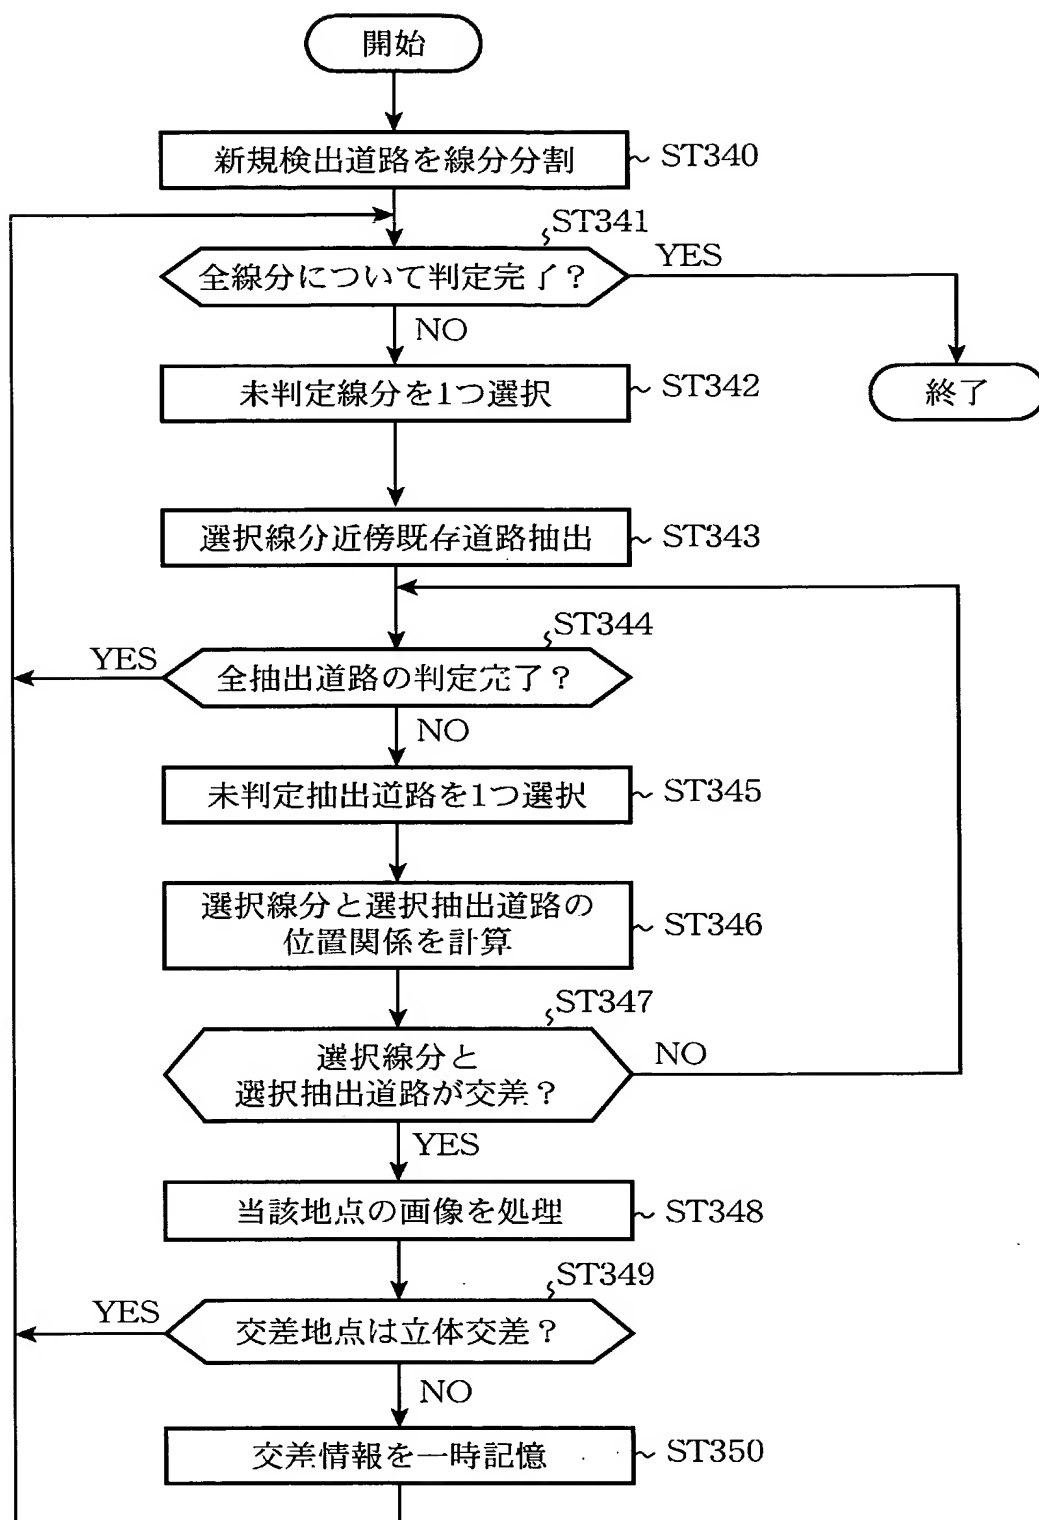 開始
新規検出道路を線分分割
ST340
ST341
全線分について判定完了？
YES
NO
未判定線分を1つ選択
ST342
終了
選択線分近傍既存道路抽出
ST343
ST344
YES
全抽出道路の判定完了？
NO
未判定抽出道路を1つ選択
ST345
選択線分と選択抽出道路の
位置関係を計算
ST346
ST347
選択線分と
選択抽出道路が交差？
NO
YES
当該地点の画像を処理
ST348
ST349
YES
交差地点は立体交差？
NO
交差情報を一時記憶
ST350